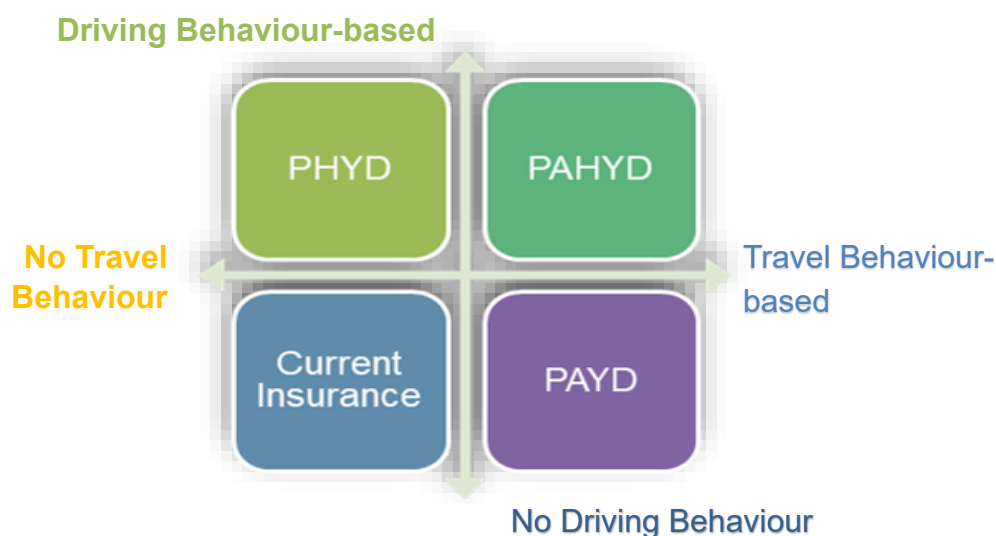 Driving Behaviour-based
PHYD
PAHYD
No Travel
Behaviour
Travel Behaviour-
based
Current
Insurance
PAYD
No Driving Behaviour